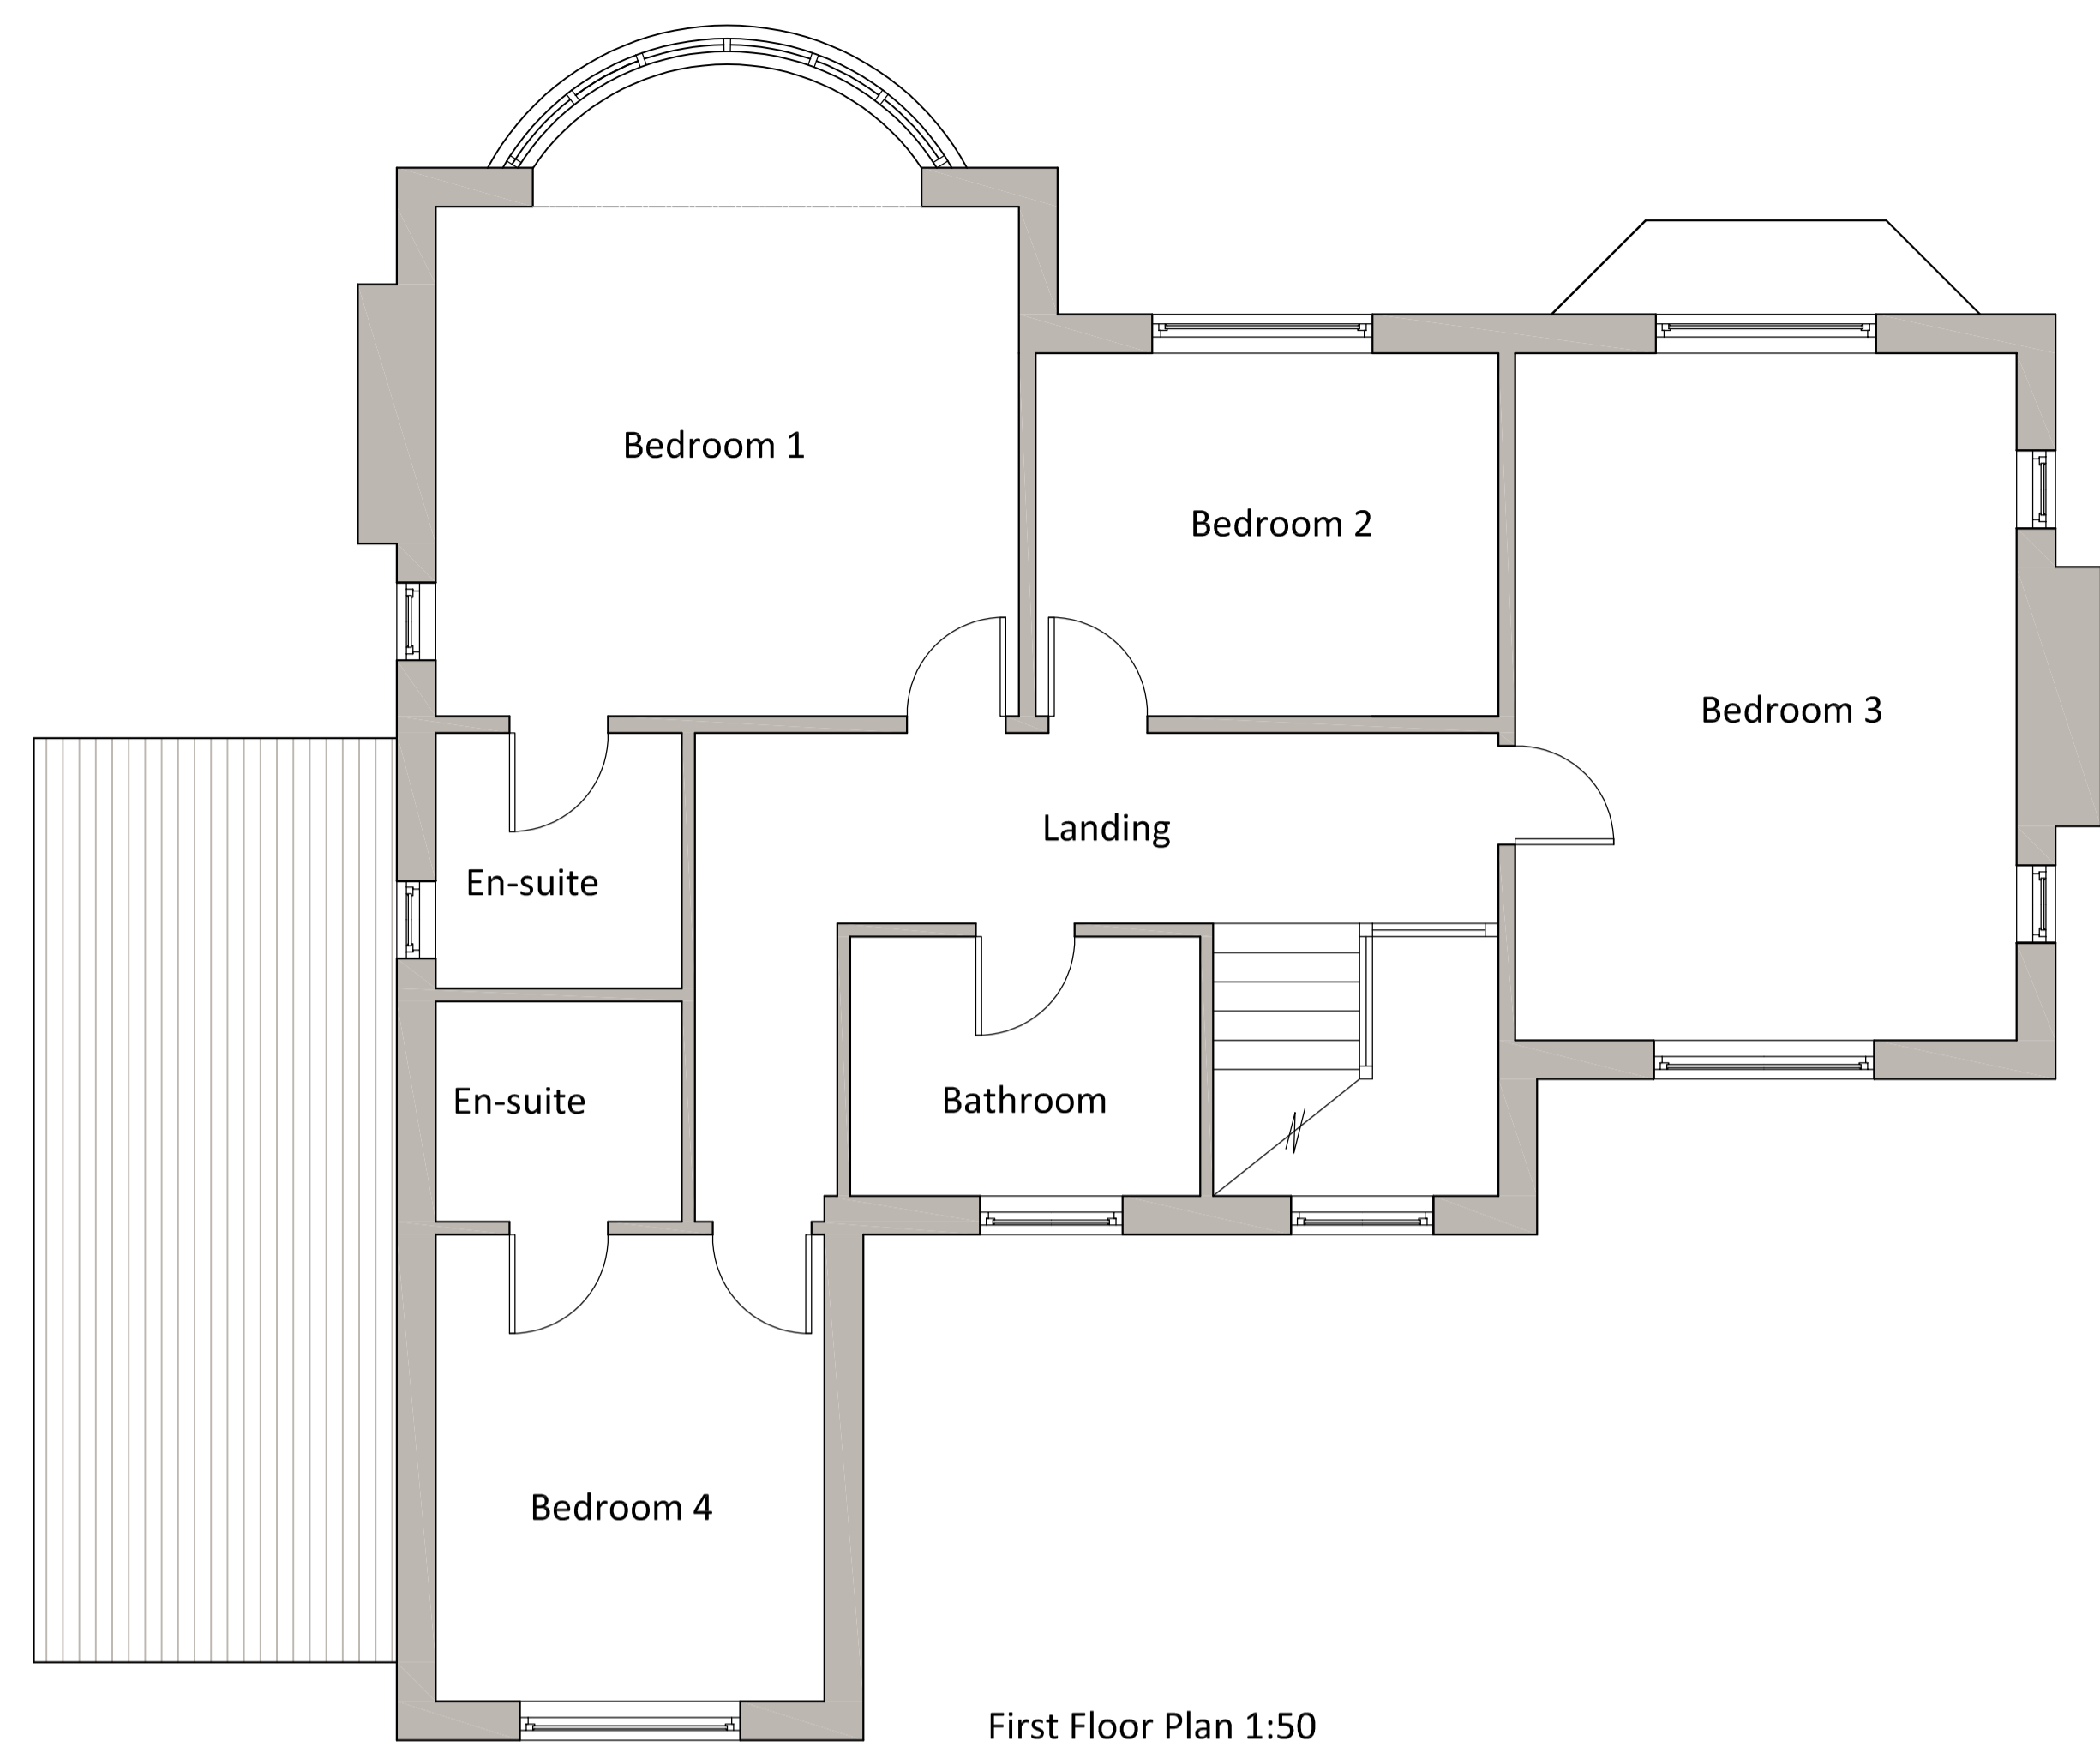 Bedroom 1
Bedroom 2
Bedroom 3
Landing
En-suite
En-suite
Bathroom
Bedroom 4
First Floor Plan 1:50